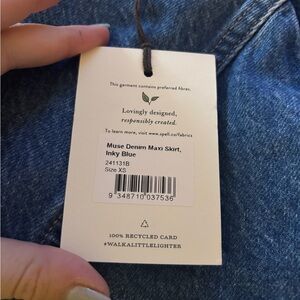 This garment contains preferred fibres.
Lovingly designed,
responsibly created.
To learn more, visit www.spell.co/fabrics
Muse Denim Maxi Skirt,
Inky Blue
241131B
Size XS
9 348710 037536
100% RECYCLED CARD
#WALKALITTLELIGHTER